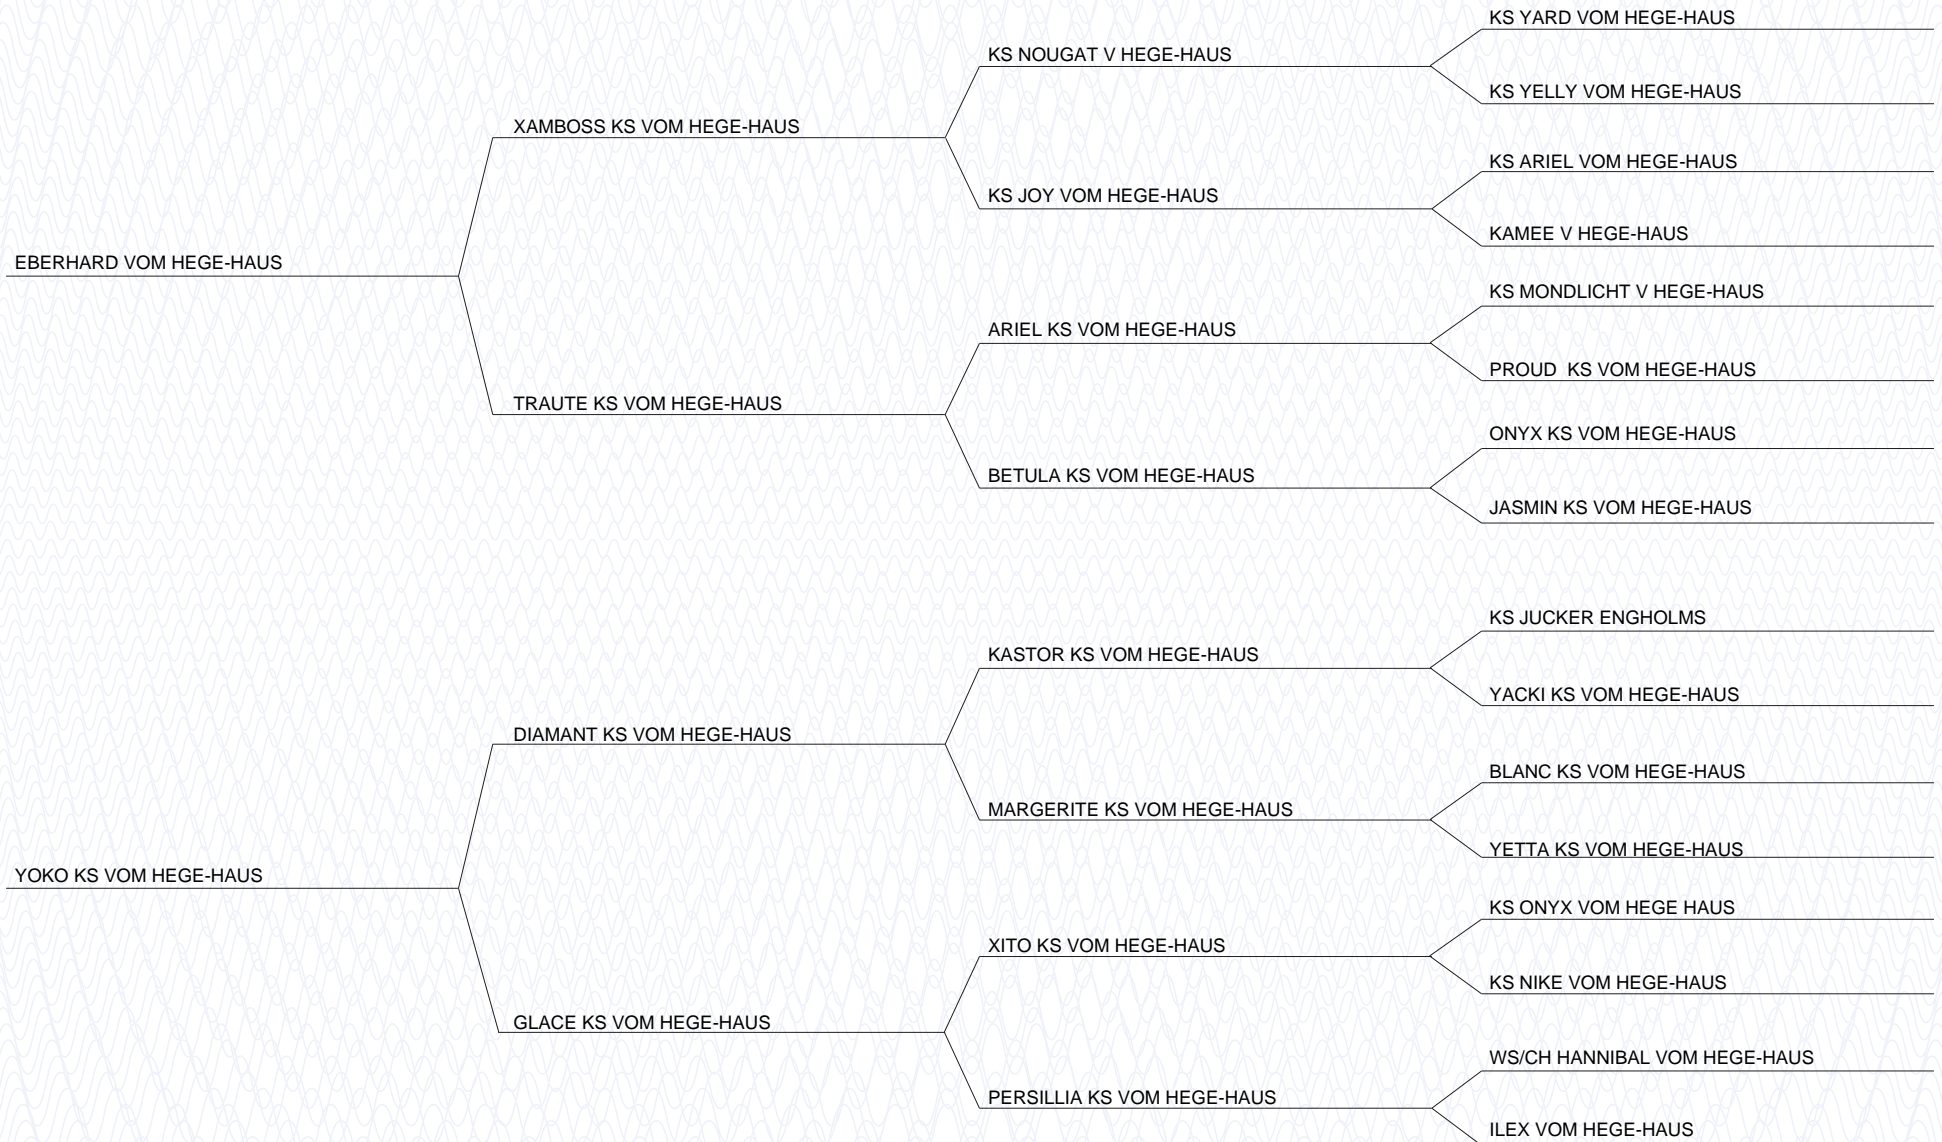 KS YARD VOM HEGE-HAUS
KS NOUGAT V HEGE-HAUS
KS YELLY VOM HEGE-HAUS
XAMBOSS KS VOM HEGE-HAUS
KS ARIEL VOM HEGE-HAUS
KS JOY VOM HEGE-HAUS
KAMEE V HEGE-HAUS
EBERHARD VOM HEGE-HAUS
KS MONDLICHT V HEGE-HAUS
ARIEL KS VOM HEGE-HAUS
PROUD  KS VOM HEGE-HAUS
TRAUTE KS VOM HEGE-HAUS
ONYX KS VOM HEGE-HAUS
BETULA KS VOM HEGE-HAUS
JASMIN KS VOM HEGE-HAUS
KS JUCKER ENGHOLMS
KASTOR KS VOM HEGE-HAUS
YACKI KS VOM HEGE-HAUS
DIAMANT KS VOM HEGE-HAUS
BLANC KS VOM HEGE-HAUS
MARGERITE KS VOM HEGE-HAUS
YETTA KS VOM HEGE-HAUS
YOKO KS VOM HEGE-HAUS
KS ONYX VOM HEGE HAUS
XITO KS VOM HEGE-HAUS
KS NIKE VOM HEGE-HAUS
GLACE KS VOM HEGE-HAUS
WS/CH HANNIBAL VOM HEGE-HAUS
PERSILLIA KS VOM HEGE-HAUS
ILEX VOM HEGE-HAUS